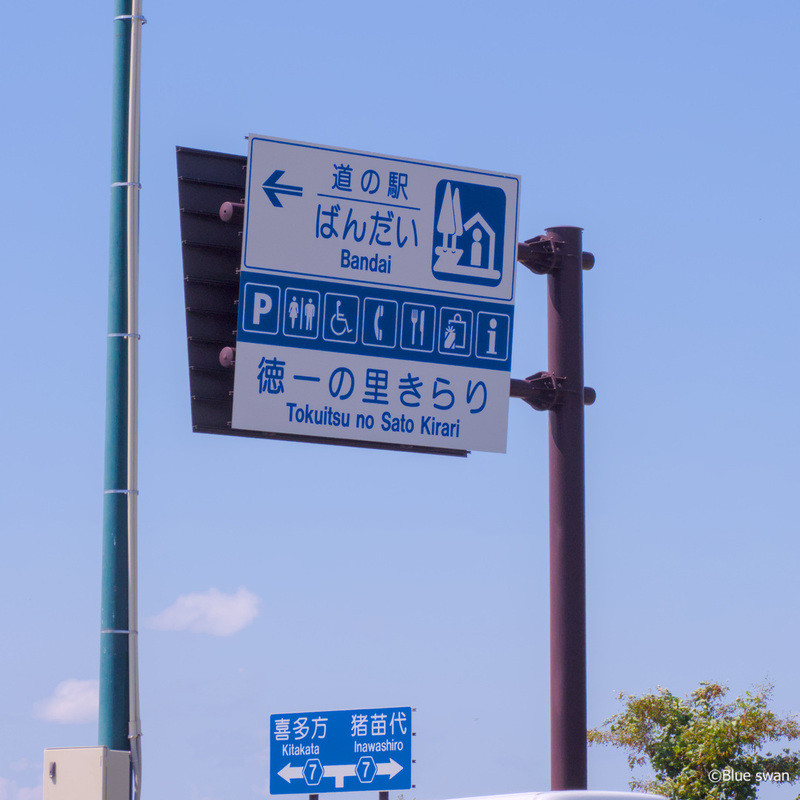 道の駅
ばんだい
Bandai
P
i
徳一の里きらり
Tokuitsu no Sato Kirari
喜多方 猪苗代
Kitakata Inawashiro
7 7
©Blue swan